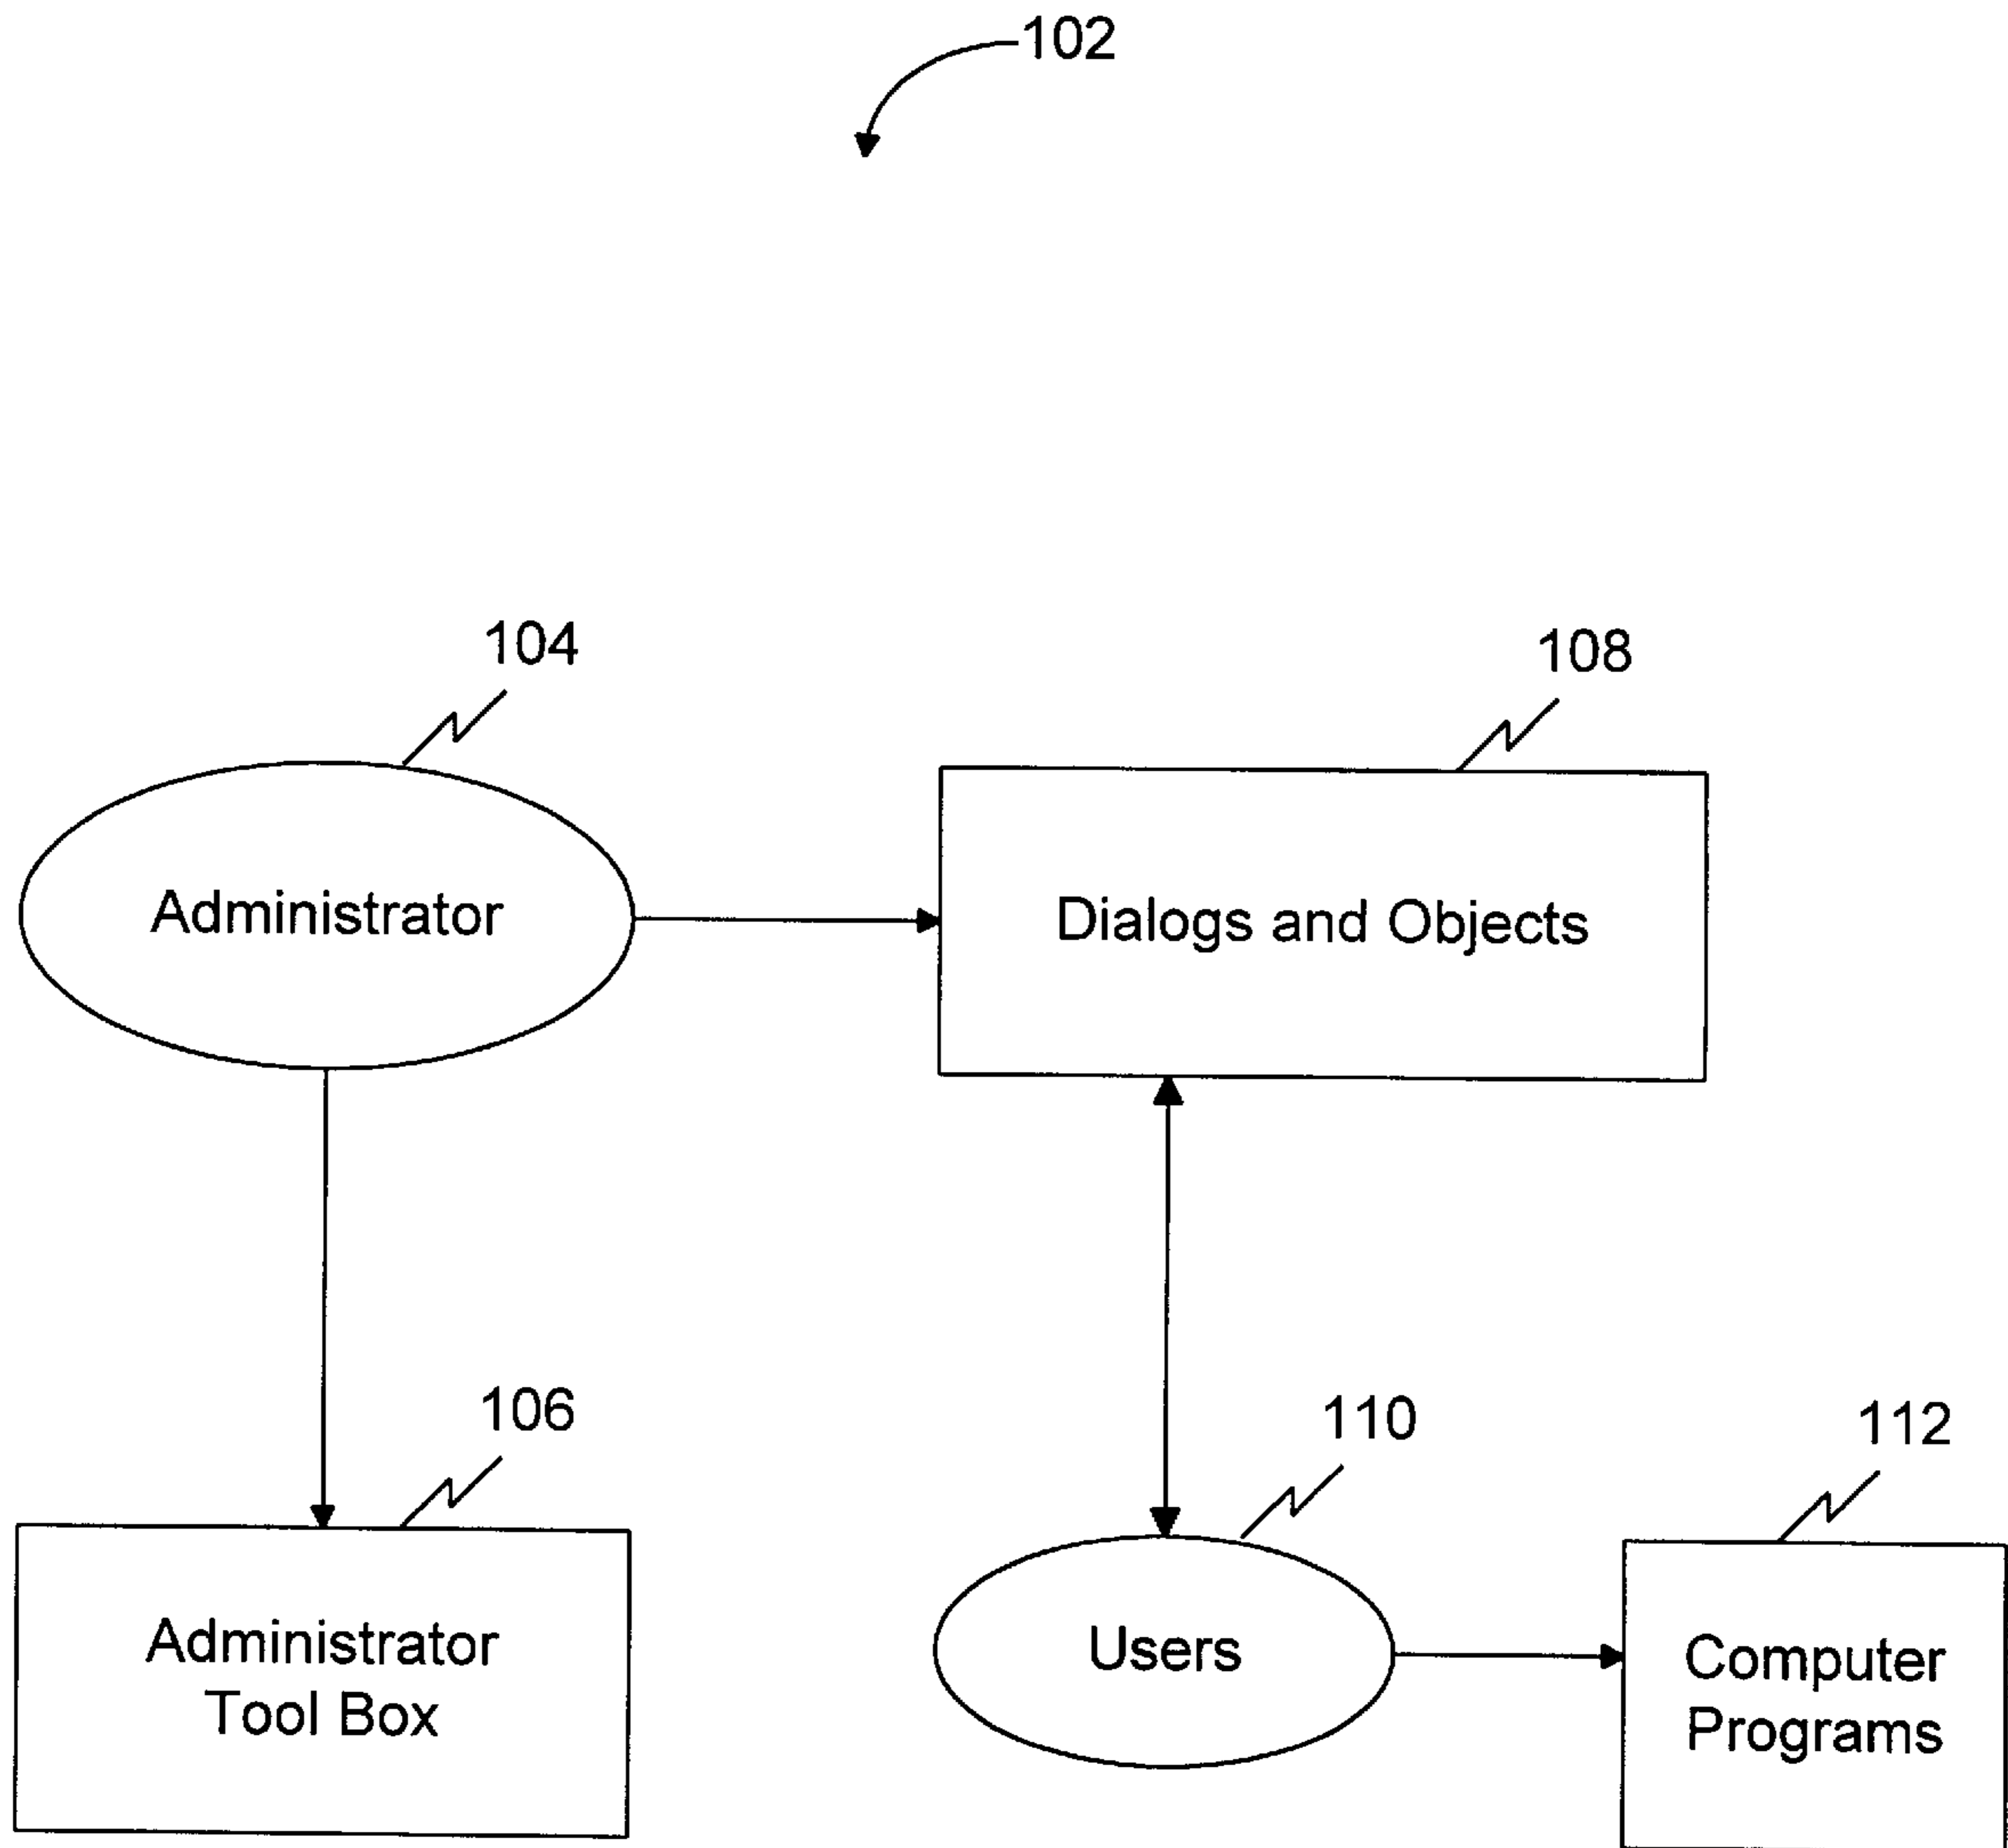 102
104
108
Administrator
Dialogs and Objects
106
110
112
Administrator
Tool Box
Users
Computer
Programs